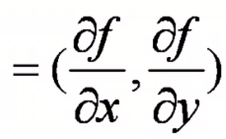 = (∂f/∂x, ∂f/∂y)